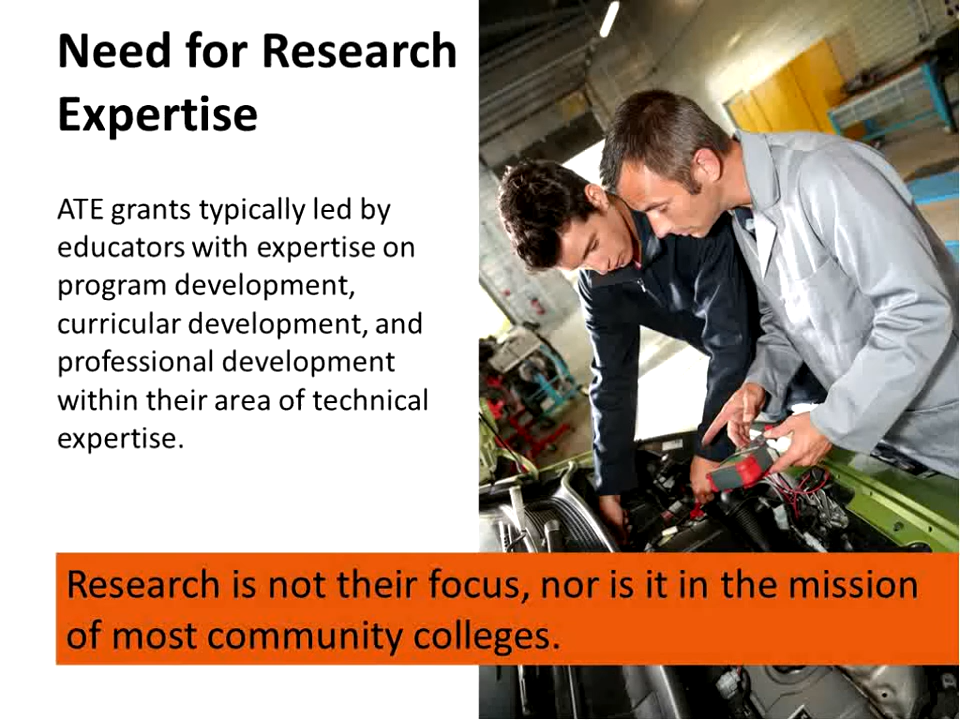 Need for Research
Expertise
ATE grants typically led by
educators with expertise on
program development,
curricular development, and
professional development
within their area of technical
expertise.
Research is not their focus, nor is it in the mission
of most community colleges.